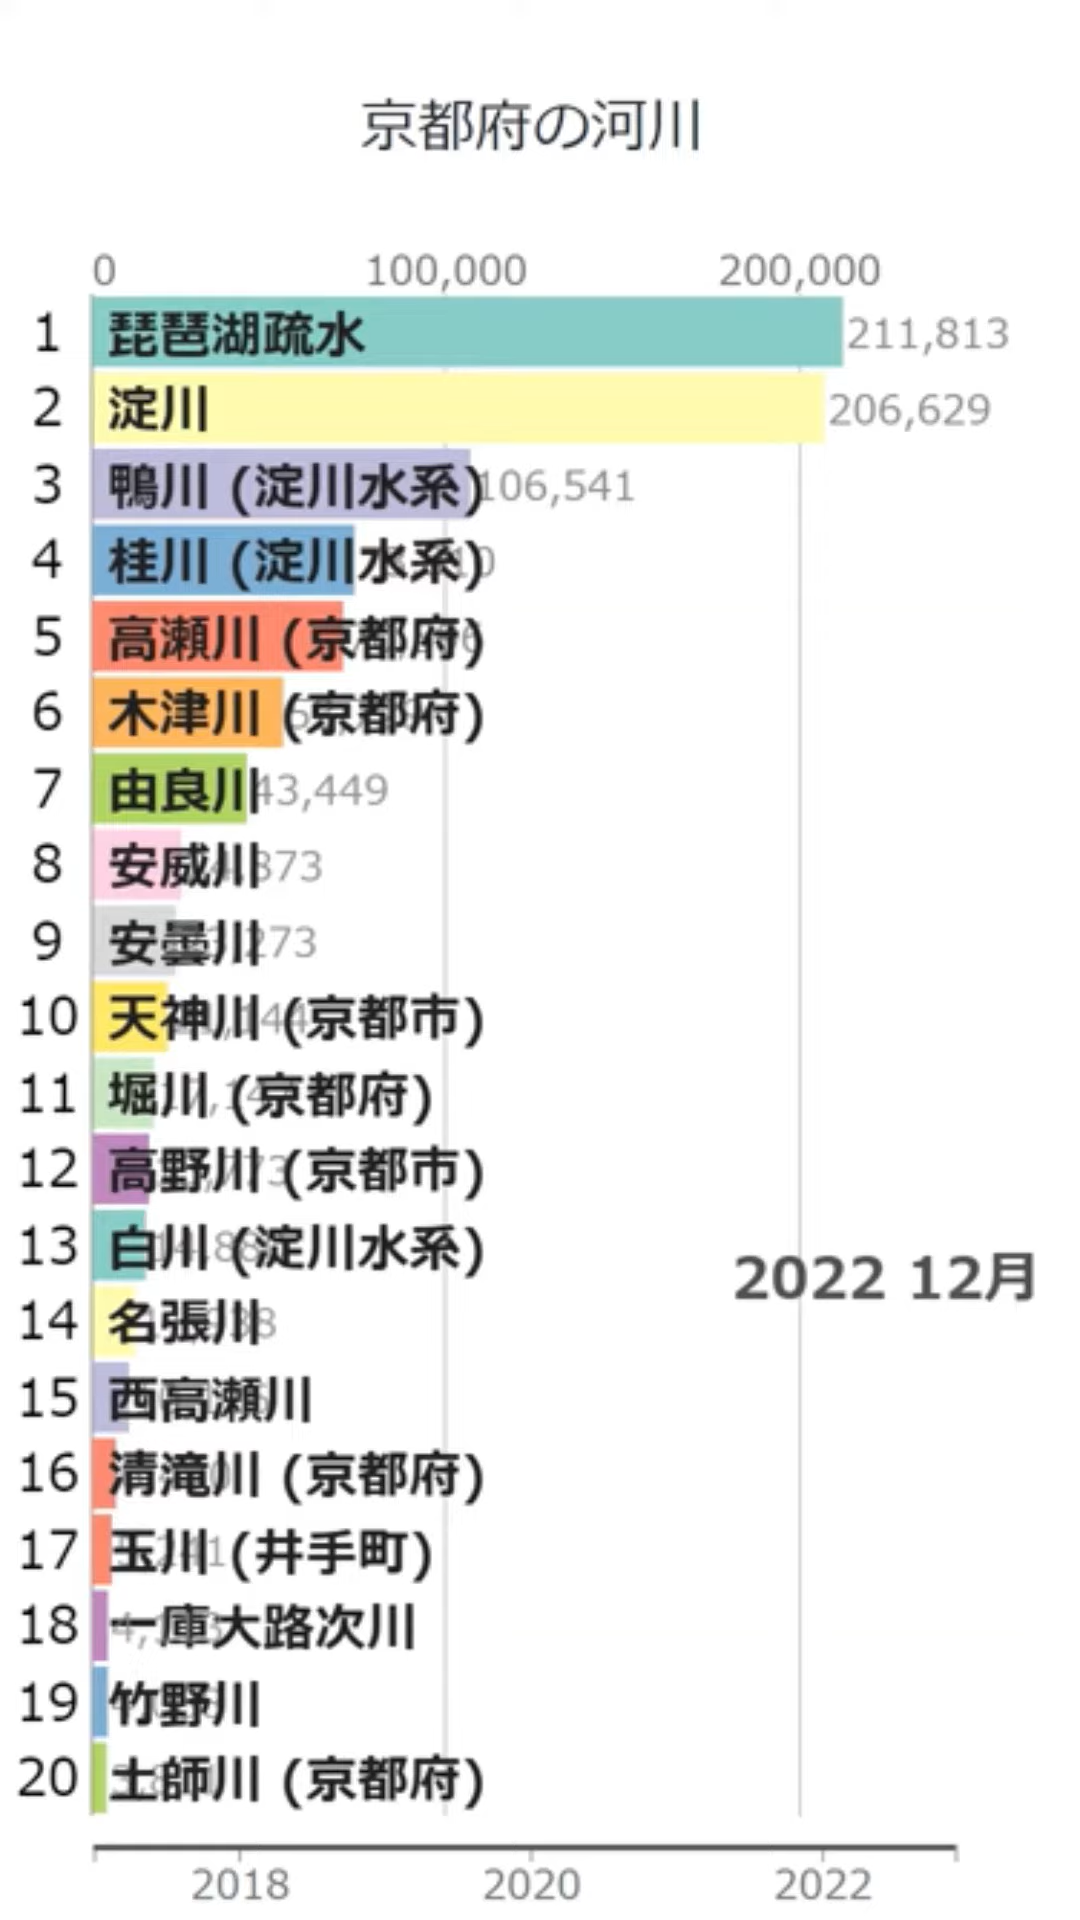 京都府の河川
0 100,000 200,000
1 琵琶湖疏水 211,813
2 淀川 206,629
3 鴨川 (淀川水系) 106,541
4 桂川 (淀川水系)
5 高瀬川 (京都府)
6 木津川 (京都府)
7 由良川 43,449
8 安威川
9 安曇川
10 天神川 (京都市)
11 堀川 (京都府)
12 高野川 (京都市)
13 白川 (淀川水系)
2022 12月
14 名張川
15 西高瀬川
16 清滝川 (京都府)
17 玉川 (井手町)
18 一庫大路次川
19 竹野川
20 土師川 (京都府)
2018 2020 2022